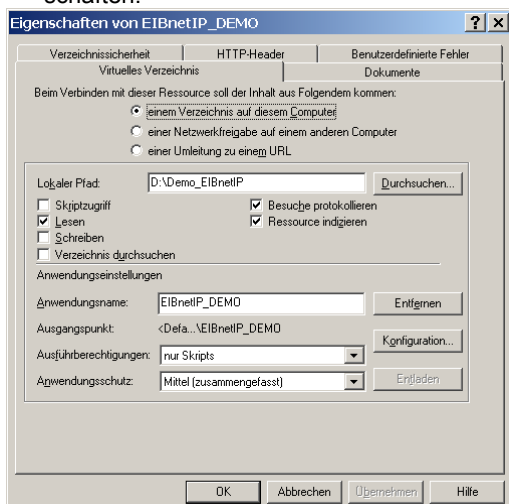 schaften.
Eigenschaften von EIBnetIP_DEMO
Verzeichnissicherheit HTTP-Header Benutzerdefinierte Fehler
Virtuelles Verzeichnis Dokumente
Beim Verbinden mit dieser Ressource soll der Inhalt aus Folgendem kommen:
einem Verzeichnis auf diesem Computer
einer Netzwerkfreigabe auf einem anderen Computer
einer Umleitung zu einem URL
Lokaler Pfad: D:\Demo_EIBnetIP Durchsuchen...
Skriptzugriff Besuche protokollieren
Lesen Ressource indizieren
Schreiben
Verzeichnis durchsuchen
Anwendungseinstellungen
Anwendungsname: EIBnetIP_DEMO Entfernen
Ausgangspunkt: <Defa...\EIBnetIP_DEMO
Konfiguration...
Ausführberechtigungen: nur Skripts
Anwendungsschutz: Mittel (zusammengefasst) Entladen
OK Abbrechen Übernehmen Hilfe